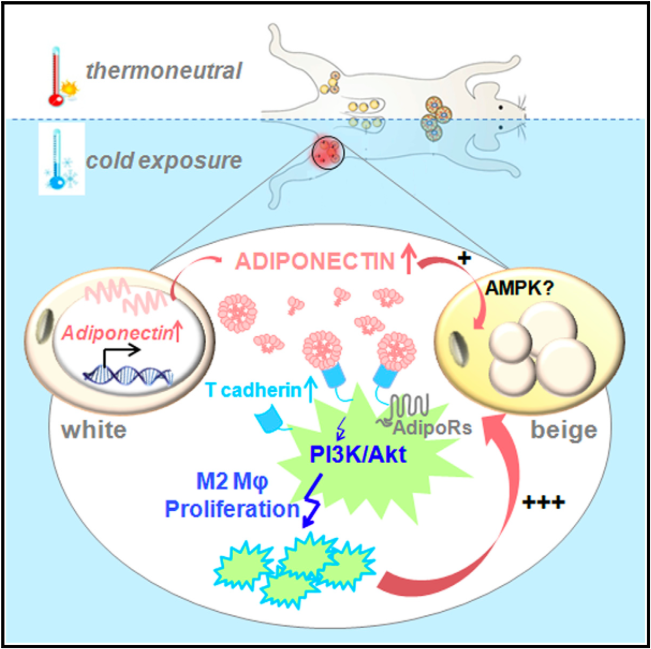 thermoneutral
cold exposure
ADIPONECTIN
+
AMPK?
Adiponectin
T cadherin
AdipoRs
white
beige
PI3K/Akt
M2 Mφ
Proliferation
+++